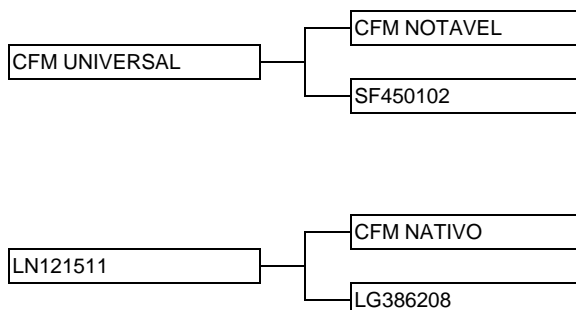 CFM NOTAVEL
CFM UNIVERSAL
SF450102
CFM NATIVO
LN121511
LG386208